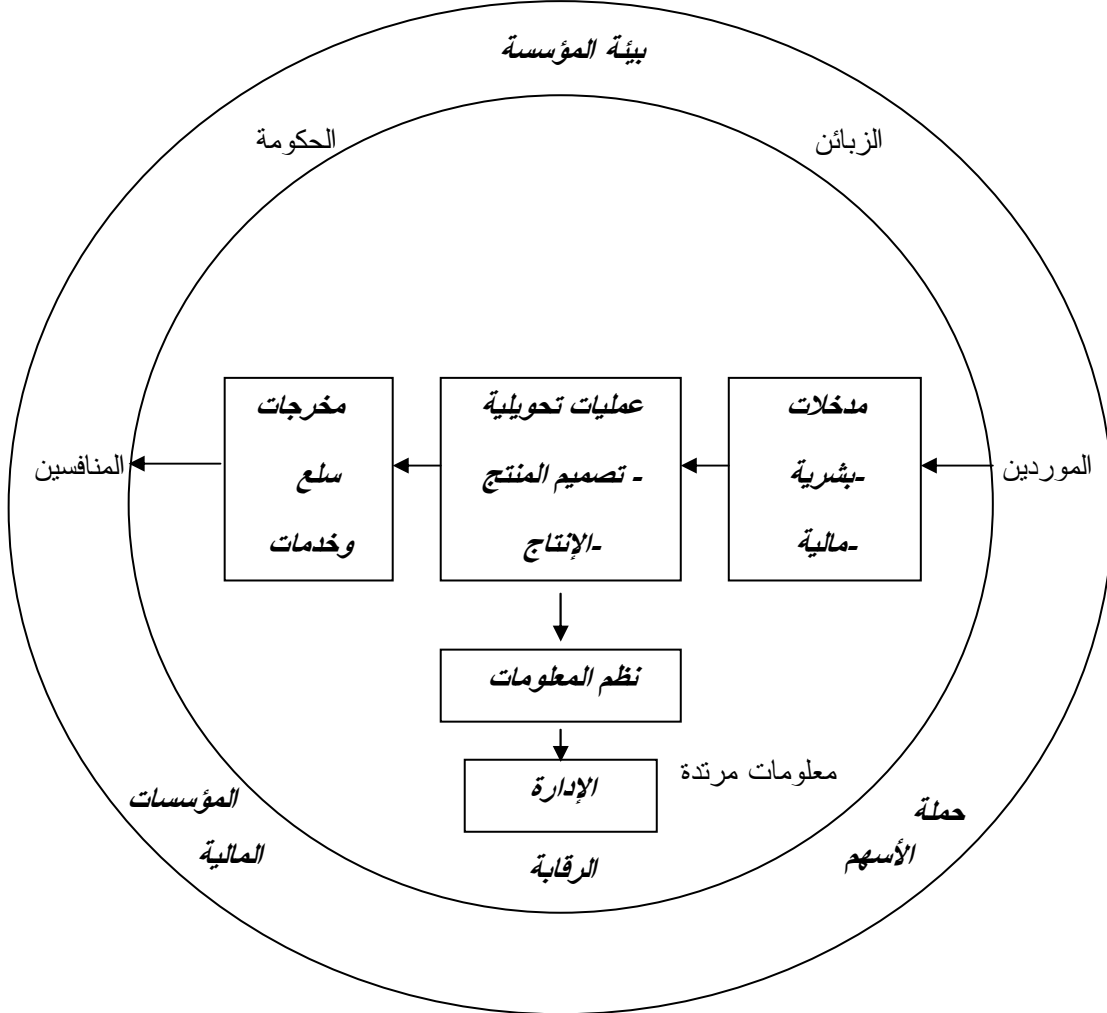 بيئة المؤسسة
الزبائن
الحكومة
الموردين
مدخلات
-بشرية
-مالية
عمليات تحويلية
- تصميم المنتج
-الإنتاج
مخرجات
سلع
وخدمات
المنافسين
نظم المعلومات
الإدارة
معلومات مرتدة
الرقابة
حملة
الأسهم
المؤسسات
المالية